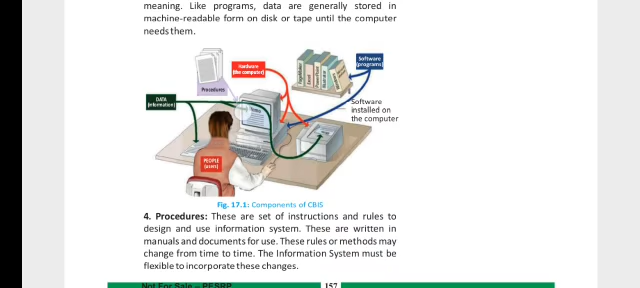 meaning. Like programs, data are generally stored in
machine-readable form on disk or tape until the computer
needs them.
Software
(programs)
Hardware
(the computer)
Procedures
DATA
(information)
Software
installed on
the computer
PEOPLE
(users)
Fig. 17.1: Components of CBIS
4. Procedures: These are set of instructions and rules to
design and use information system. These are written in
manuals and documents for use. These rules or methods may
change from time to time. The Information System must be
flexible to incorporate these changes.
Not For Sale – PESRP
157